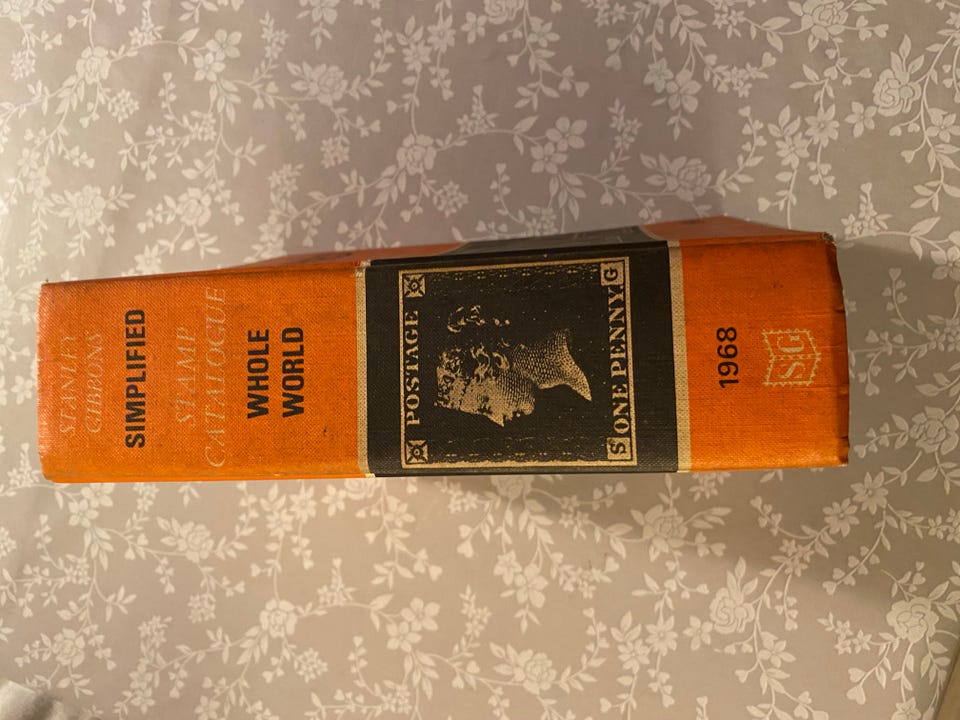 STANLEY
GIBBONS
SIMPLIFIED
STAMP
CATALOGUE
WHOLE
WORLD
POSTAGE
S ONE PENNY. G
1968
SG